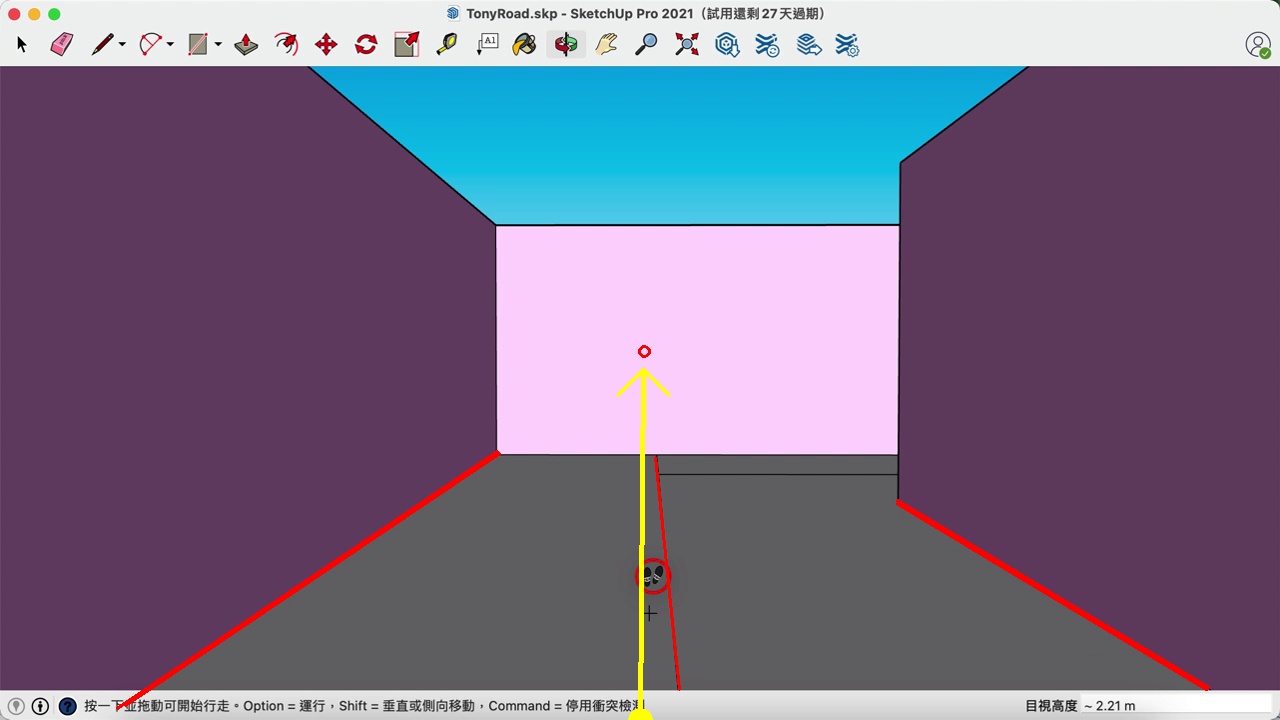 TonyRoad.skp - SketchUp Pro 2021（試用還剩 27 天過期）
A1
按一下並拖動可開始行走。Option = 運行，Shift = 垂直或側向移動，Command = 停用衝突檢測
目視高度 ~ 2.21 m